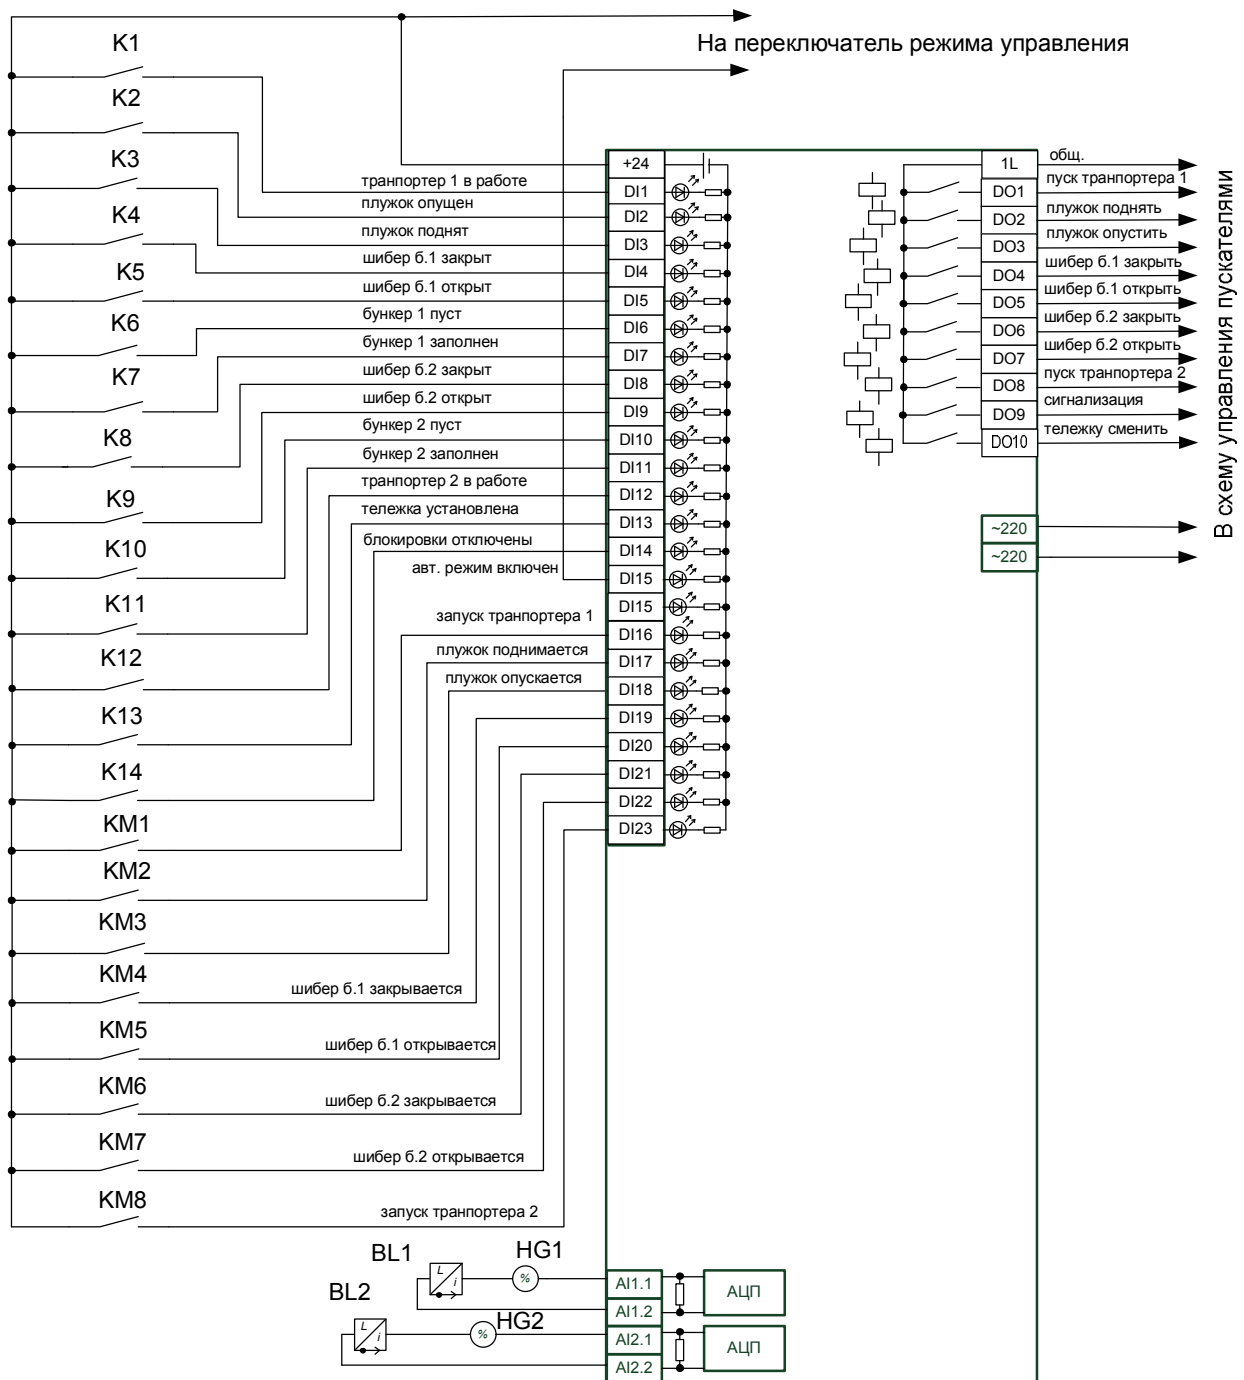 На переключатель режима управления
K1
K2
K3
K4
K5
K6
K7
K8
K9
K10
K11
K12
K13
K14
KM1
KM2
KM3
KM4
KM5
KM6
KM7
KM8
транпортер 1 в работе
плужок опущен
плужок поднят
шибер б.1 закрыт
шибер б.1 открыт
бункер 1 пуст
бункер 1 заполнен
шибер б.2 закрыт
шибер б.2 открыт
бункер 2 пуст
бункер 2 заполнен
транпортер 2 в работе
тележка установлена
блокировки отключены
авт. режим включен
запуск транпортера 1
плужок поднимается
плужок опускается
шибер б.1 закрывается
шибер б.1 открывается
шибер б.2 закрывается
шибер б.2 открывается
запуск транпортера 2
+24
DI1
DI2
DI3
DI4
DI5
DI6
DI7
DI8
DI9
DI10
DI11
DI12
DI13
DI14
DI15
DI15
DI16
DI17
DI18
DI19
DI20
DI21
DI22
DI23
1L
DO1
DO2
DO3
DO4
DO5
DO6
DO7
DO8
DO9
DO10
~220
~220
общ.
пуск транпортера 1
плужок поднять
плужок опустить
шибер б.1 закрыть
шибер б.1 открыть
шибер б.2 закрыть
шибер б.2 открыть
пуск транпортера 2
сигнализация
тележку сменить
В схему управления пускателями
BL1
L
i
HG1
%
BL2
L
i
HG2
%
AI1.1
AI1.2
AI2.1
AI2.2
АЦП
АЦП